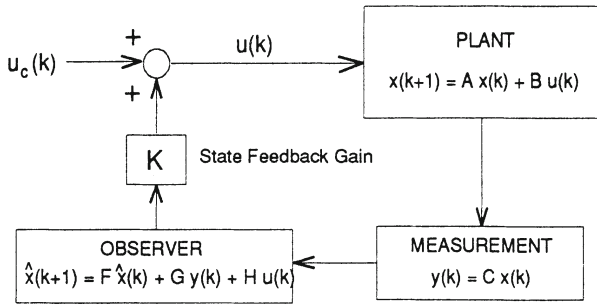 PLANT
x(k+1) = A x(k) + B u(k)
+
u(k)
u_c(k)
+
K
State Feedback Gain
OBSERVER
x̂(k+1) = F x̂(k) + G y(k) + H u(k)
MEASUREMENT
y(k) = C x(k)